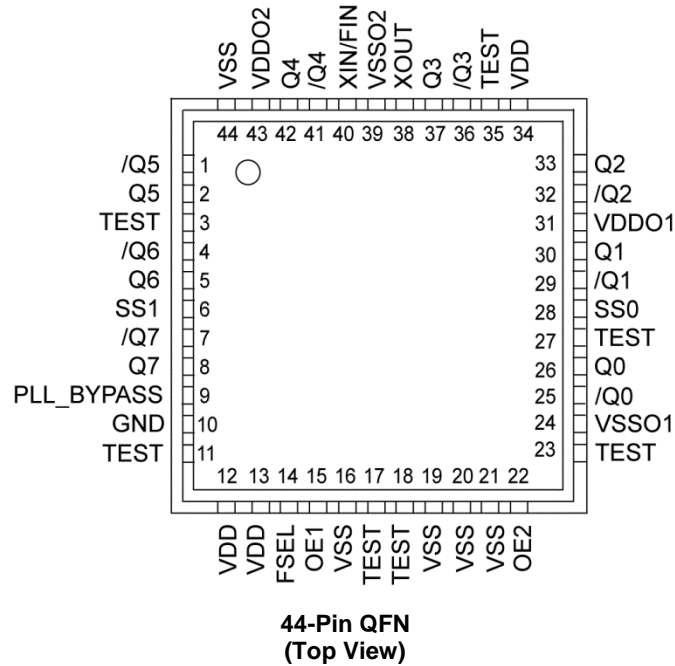 VSS VDDO2 Q4 /Q4 XIN/FIN VSSO2 XOUT Q3 /Q3 TEST VDD
44 43 42 41 40 39 38 37 36 35 34
/Q5 1
Q5 2
TEST 3
/Q6 4
Q6 5
SS1 6
/Q7 7
Q7 8
PLL_BYPASS 9
GND 10
TEST 11
33 Q2
32 /Q2
31 VDDO1
30 Q1
29 /Q1
28 SS0
27 TEST
26 Q0
25 /Q0
24 VSSO1
23 TEST
12 13 14 15 16 17 18 19 20 21 22
VDD VDD FSEL OE1 VSS TEST TEST VSS VSS VSS OE2
44-Pin QFN
(Top View)